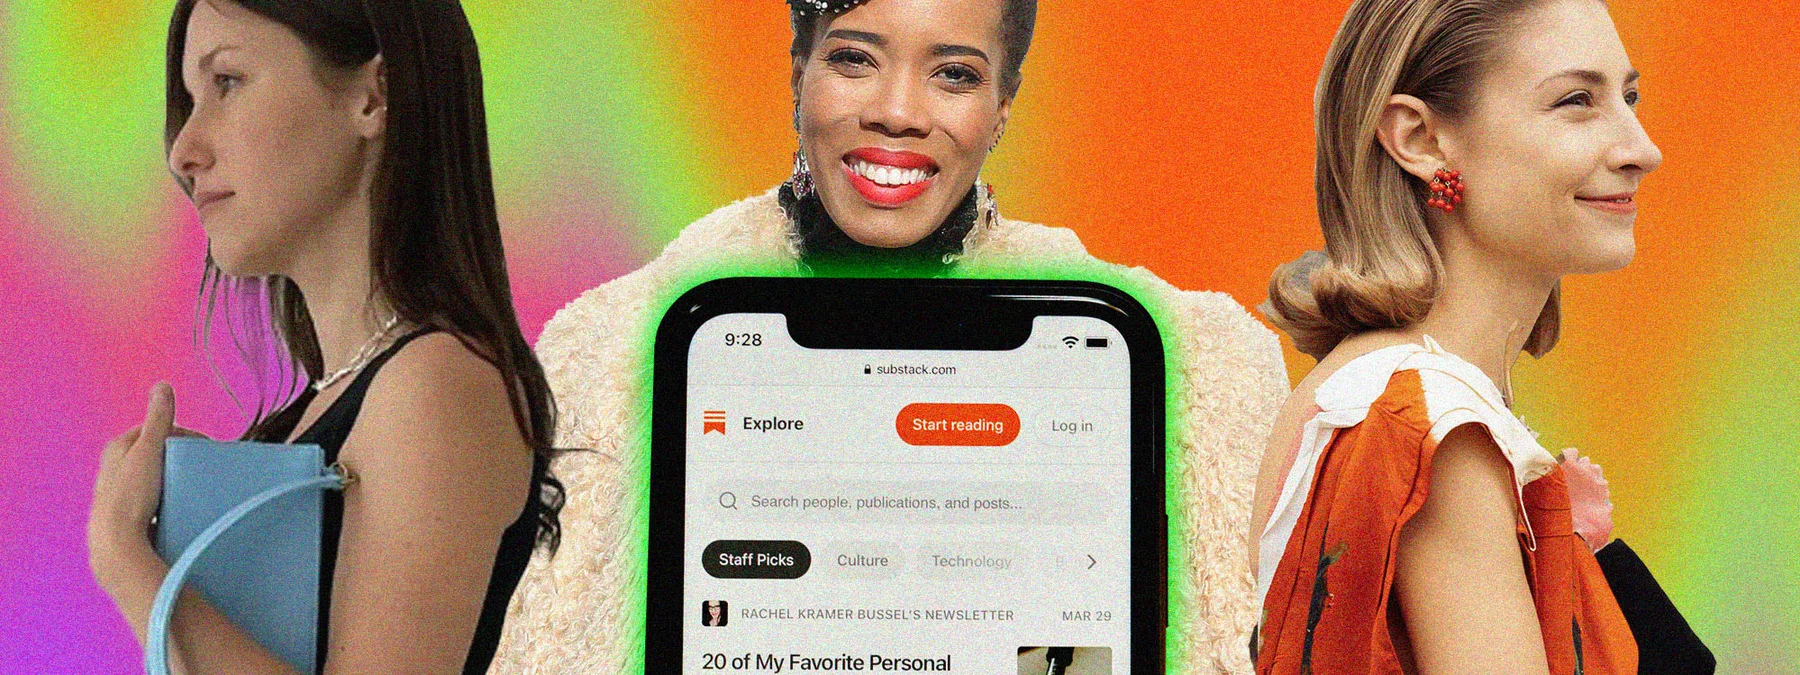 9:28
substack.com
Explore
Start reading
Log in
Search people, publications, and posts...
Staff Picks
Culture
Technology
RACHEL KRAMER BUSSEL'S NEWSLETTER
MAR 29
20 of My Favorite Personal